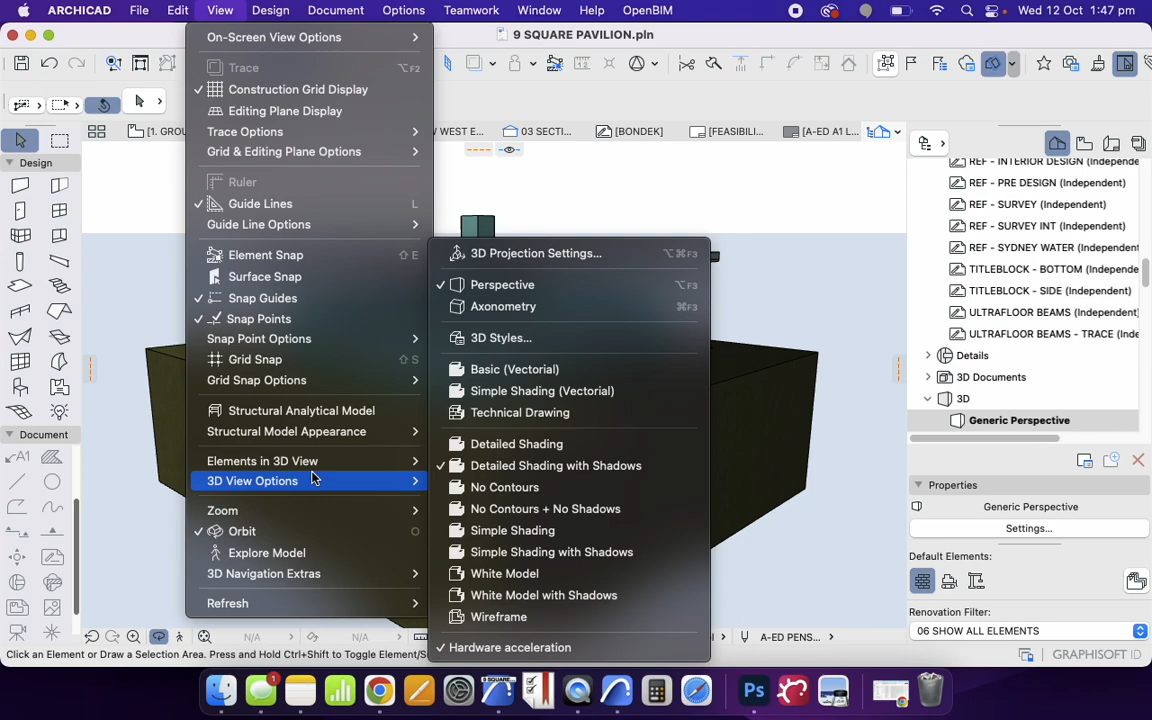 ARCHICAD File Edit View Design Document Options Teamwork Window Help OpenBIM Wed 12 Oct 1:47 pm
9 SQUARE PAVILION.pln
On-Screen View Options
Trace ⌥F2
Construction Grid Display
Editing Plane Display
Trace Options
Grid & Editing Plane Options
Ruler
Guide Lines L
Guide Line Options
Element Snap ⇧ E
Surface Snap
Snap Guides
Snap Points
Snap Point Options
Grid Snap ⇧ S
Grid Snap Options
Structural Analytical Model
Structural Model Appearance
Elements in 3D View
3D View Options
Zoom
Orbit O
Explore Model
3D Navigation Extras
Refresh
3D Projection Settings... ⌥⌘F3
Perspective ⌥F3
Axonometry ⌘F3
3D Styles...
Basic (Vectorial)
Simple Shading (Vectorial)
Technical Drawing
Detailed Shading
Detailed Shading with Shadows
No Contours
No Contours + No Shadows
Simple Shading
Simple Shading with Shadows
White Model
White Model with Shadows
Wireframe
Hardware acceleration
[1. GROU W WEST E... 03 SECTI... [BONDEK] [FEASIBILI... [A-ED A1 L...
Design
Document
REF - INTERIOR DESIGN (Independe
REF - PRE DESIGN (Independent)
REF - SURVEY (Independent)
REF - SURVEY INT (Independent)
REF - SYDNEY WATER (Independent
TITLEBLOCK - BOTTOM (Independe
TITLEBLOCK - SIDE (Independent)
ULTRAFLOOR BEAMS (Independent)
ULTRAFLOOR BEAMS - TRACE (Inde
Details
3D Documents
3D
Generic Perspective
Properties
Generic Perspective
Settings...
Default Elements:
Renovation Filter:
06 SHOW ALL ELEMENTS
N/A N/A A-ED PENS...
Click an Element or Draw a Selection Area. Press and Hold Ctrl+Shift to Toggle Element/S
GRAPHISOFT ID
1
9 SQUARE
Ps